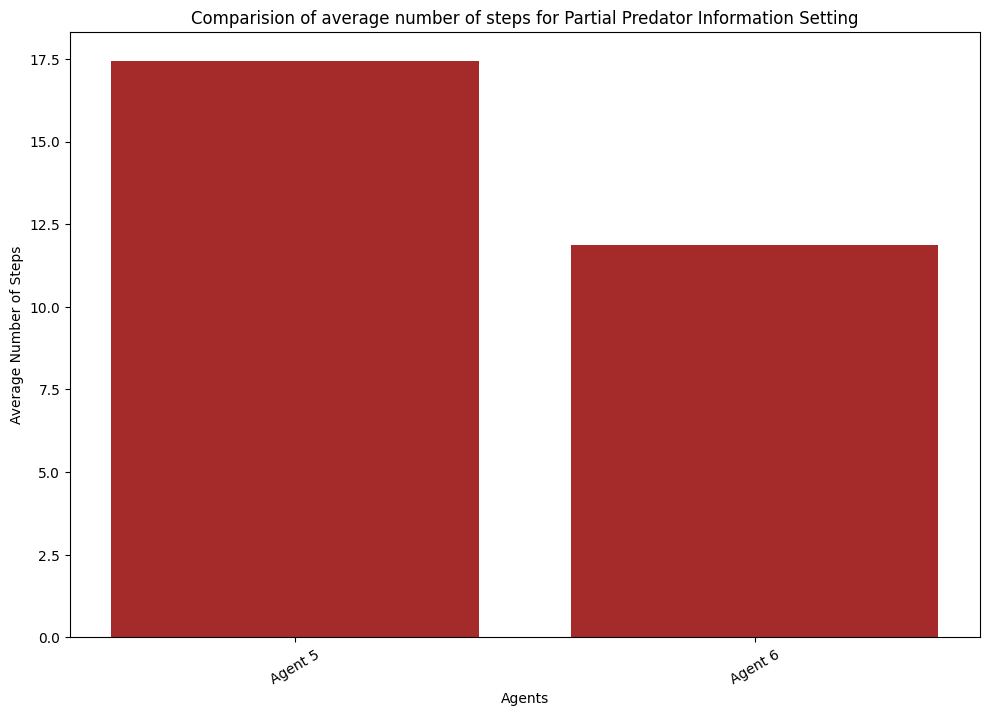 Comparision of average number of steps for Partial Predator Information Setting
17.5
15.0
12.5
10.0
7.5
5.0
2.5
0.0
Average Number of Steps
Agent 5
Agent 6
Agents